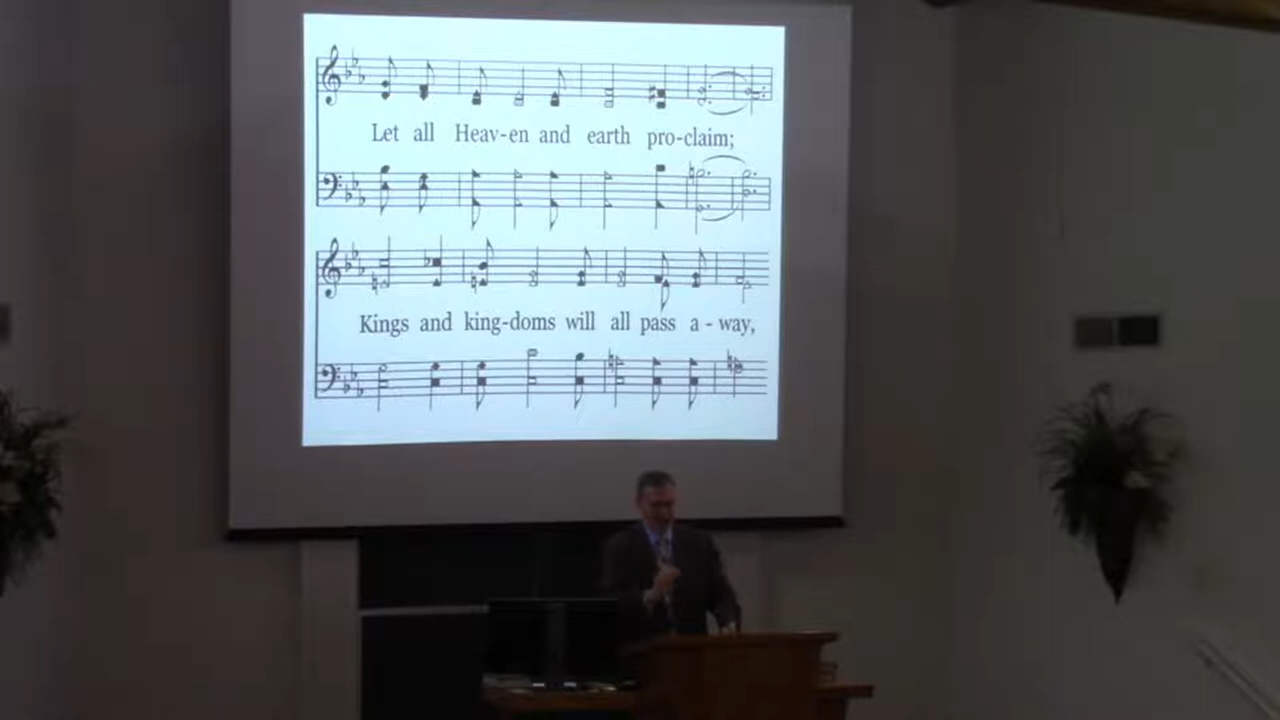 Let all Heav-en and earth pro-claim;
Kings and king-doms will all pass a - way,